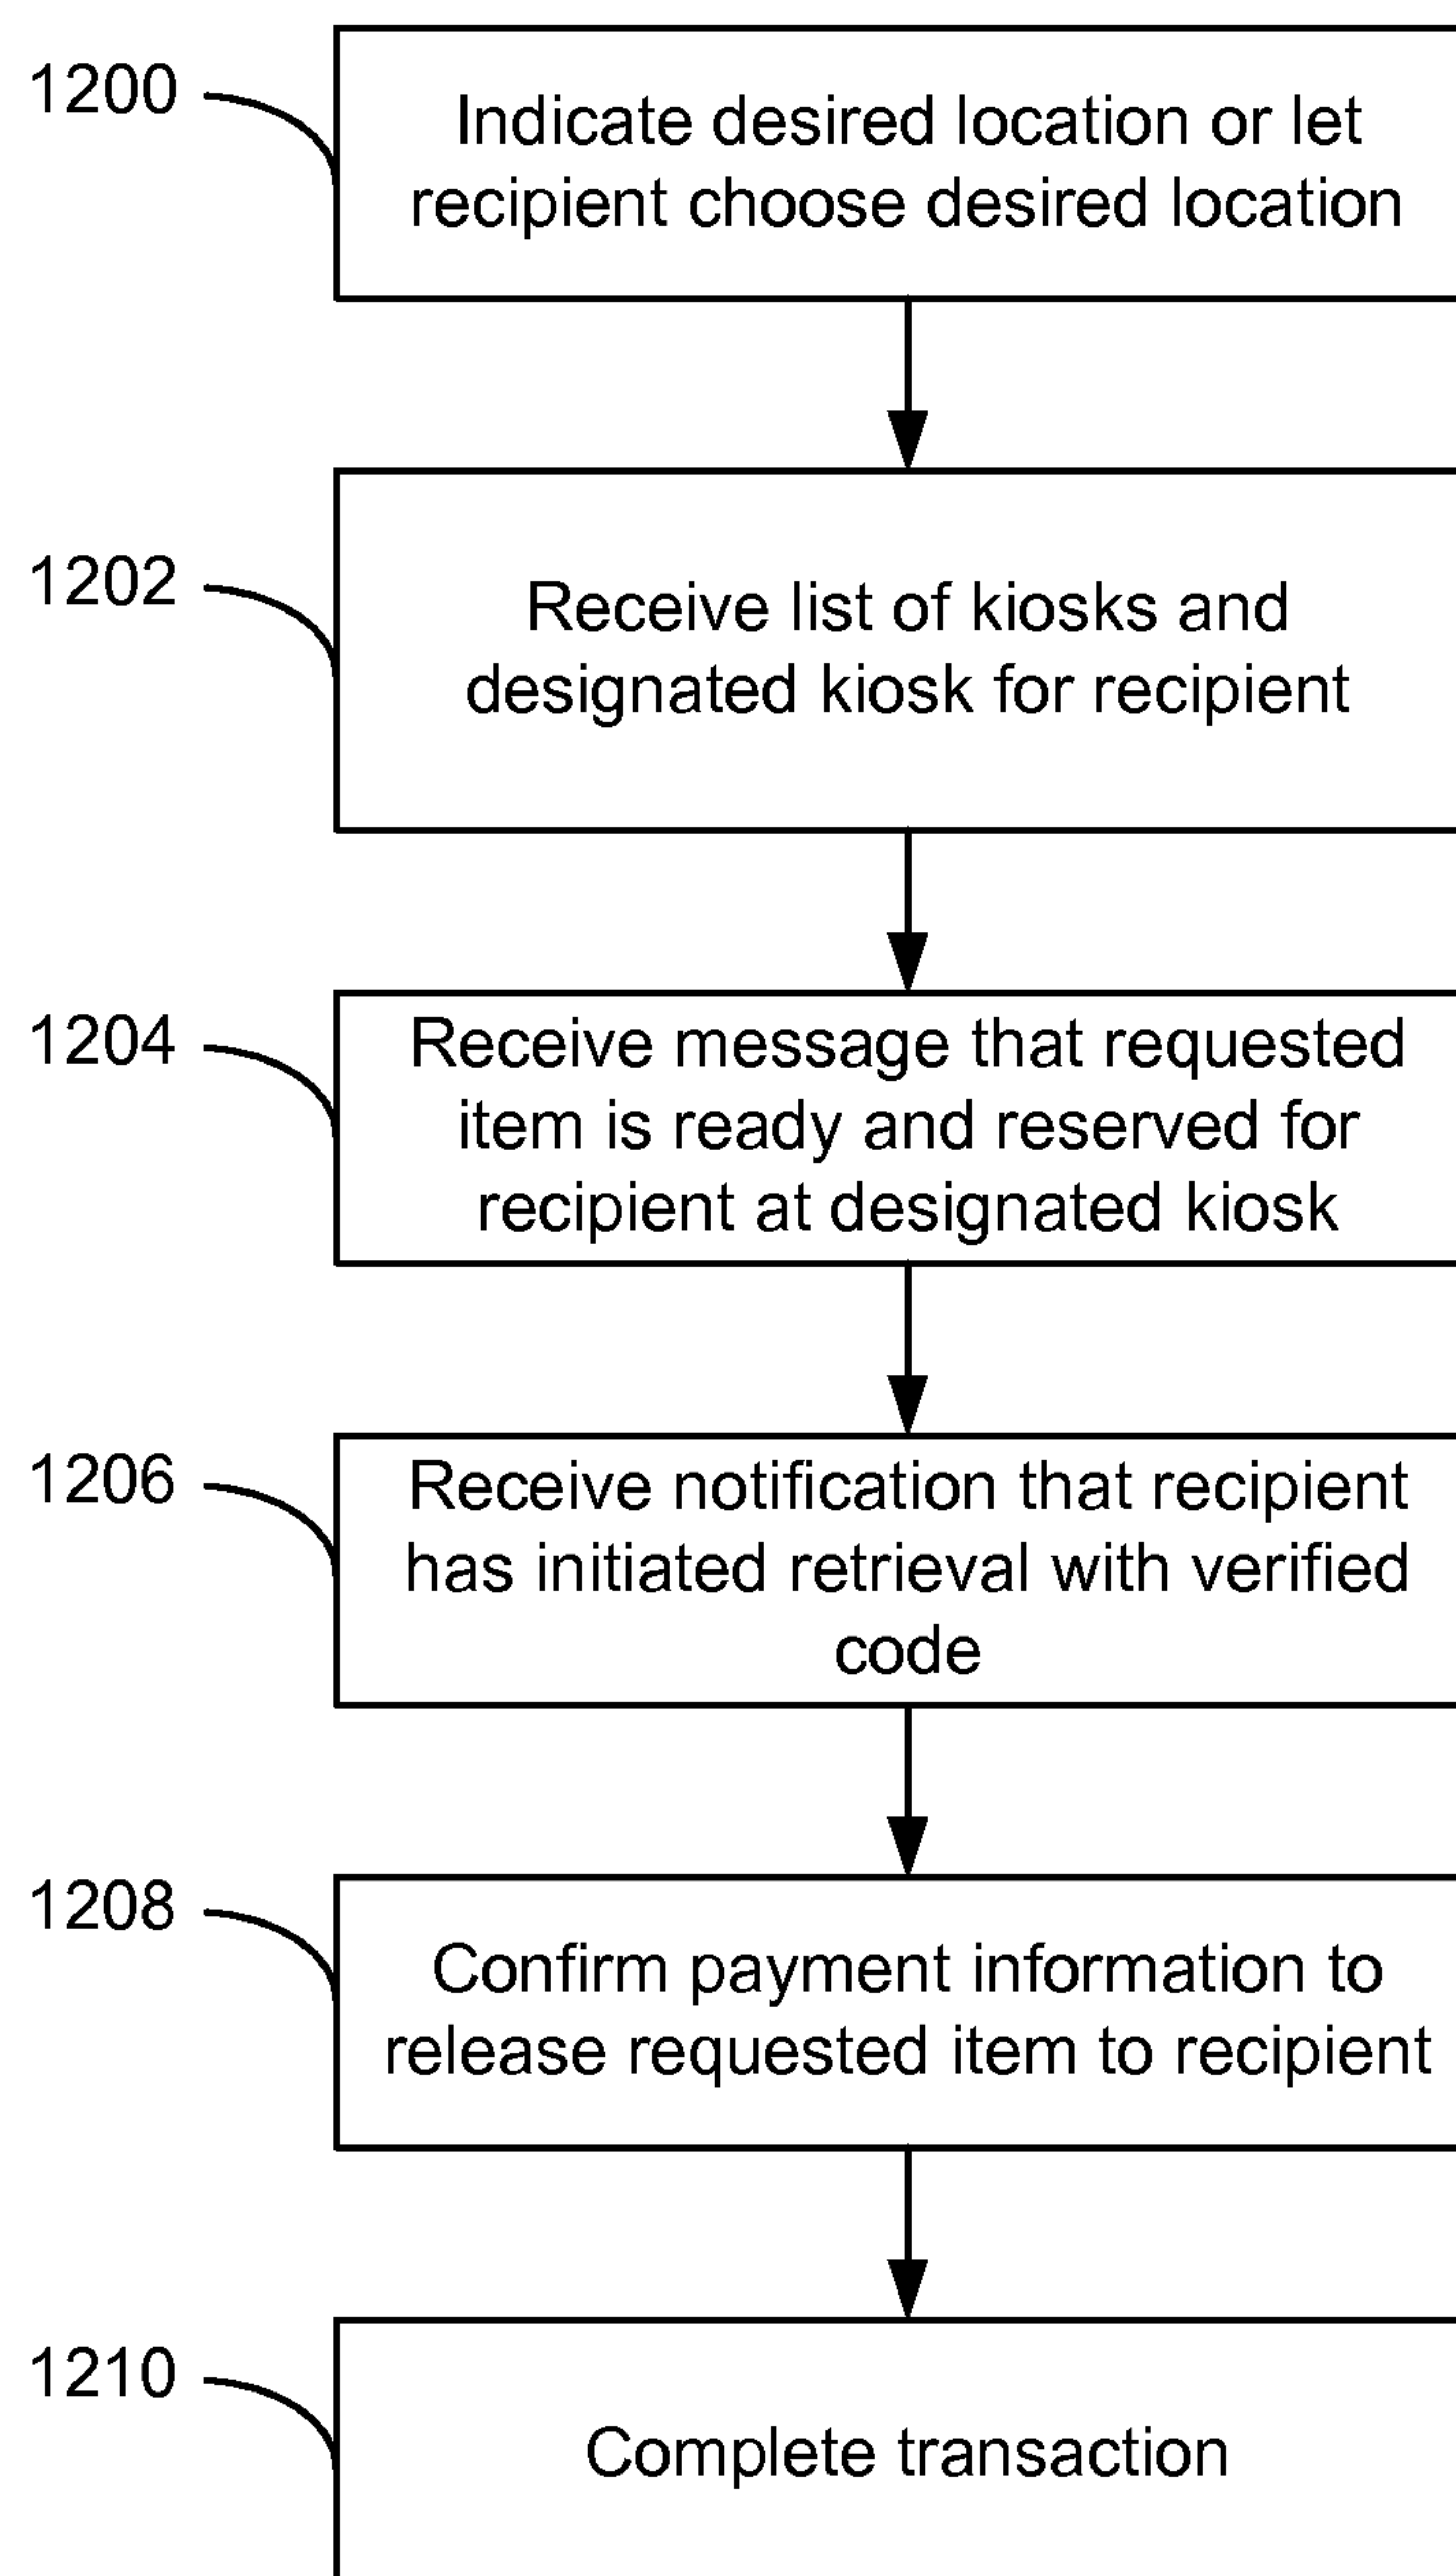 1200
Indicate desired location or let
recipient choose desired location
1202
Receive list of kiosks and
designated kiosk for recipient
1204
Receive message that requested
item is ready and reserved for
recipient at designated kiosk
1206
Receive notification that recipient
has initiated retrieval with verified
code
1208
Confirm payment information to
release requested item to recipient
1210
Complete transaction